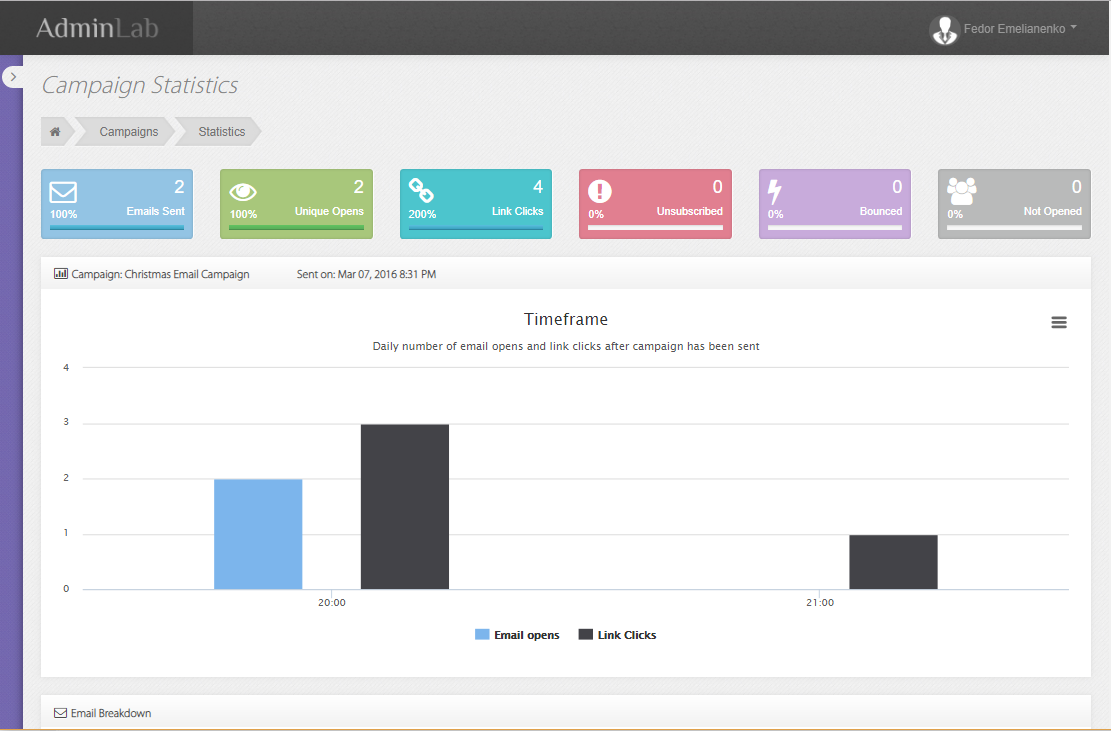 AdminLab
Fedor Emelianenko
Campaign Statistics
Campaigns
Statistics
2
100%
Emails Sent
2
100%
Unique Opens
4
200%
Link Clicks
0
0%
Unsubscribed
0
0%
Bounced
0
0%
Not Opened
Campaign: Christmas Email Campaign Sent on: Mar 07, 2016 8:31 PM
Timeframe
Daily number of email opens and link clicks after campaign has been sent
4
3
2
1
0
20:00 21:00
Email opens Link Clicks
Email Breakdown